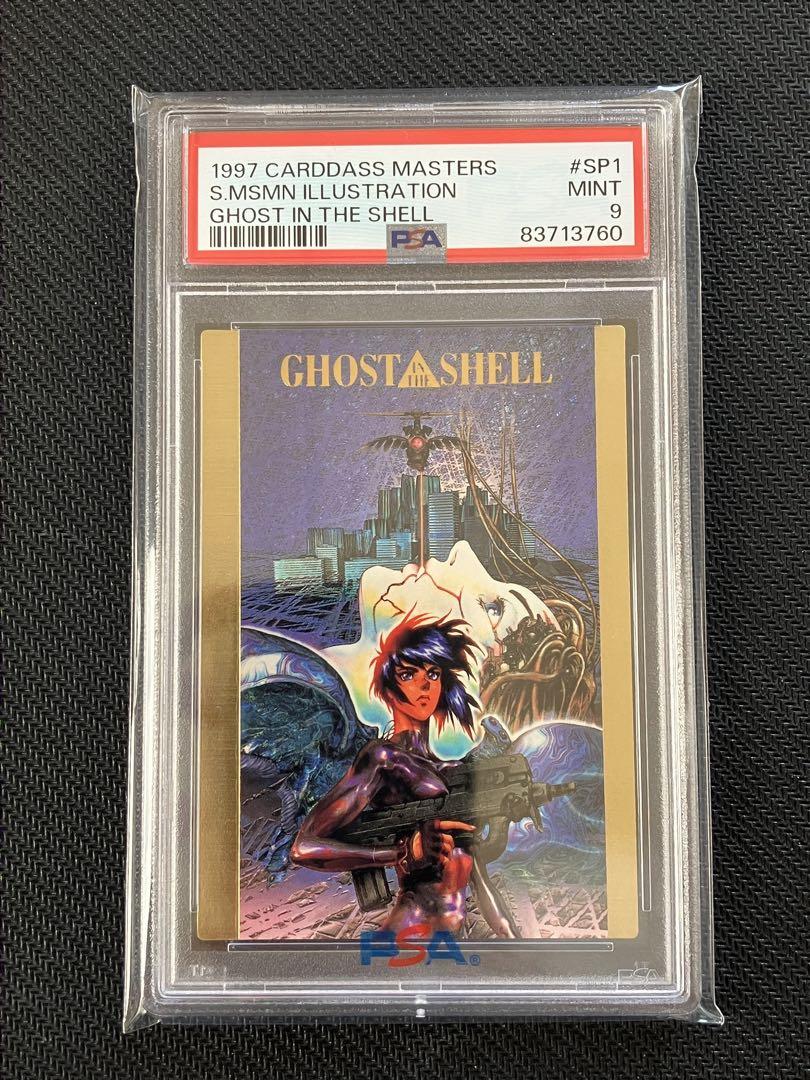 1997 CARDDASS MASTERS #SP1
S.MSMN ILLUSTRATION MINT
GHOST IN THE SHELL 9
PSA 83713760
GHOST IN THE SHELL
PSA®
PSA